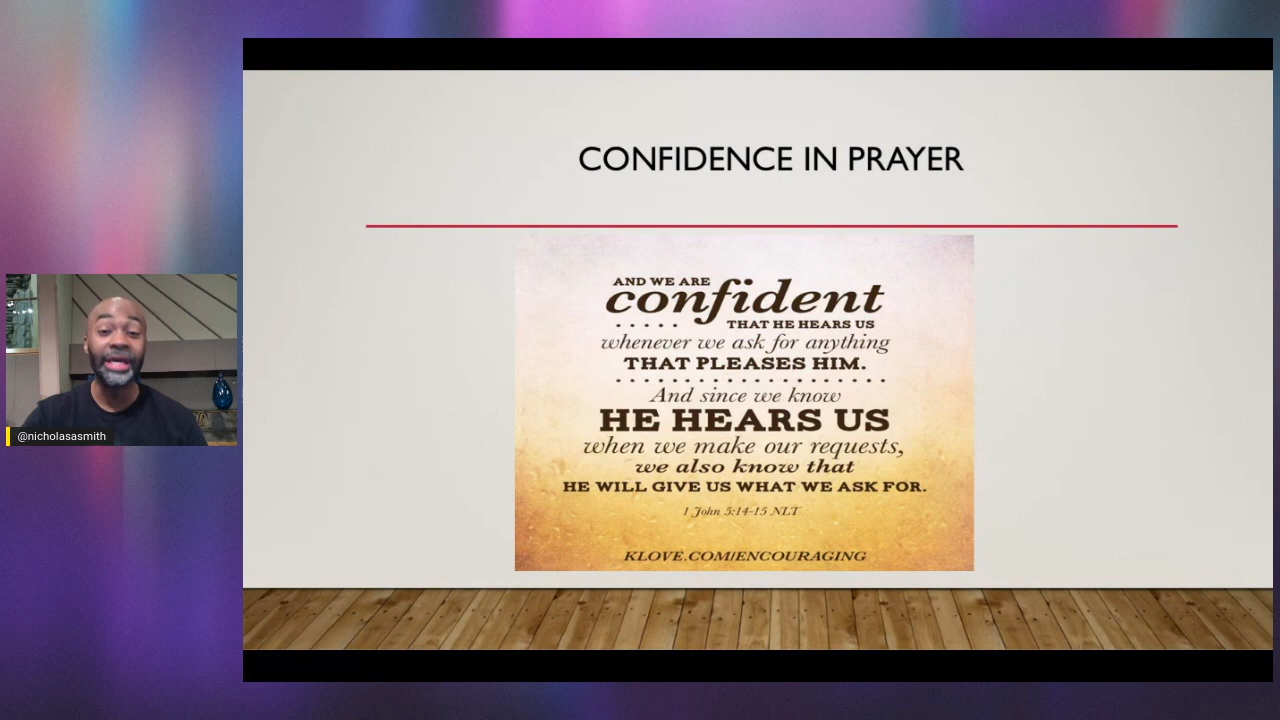 CONFIDENCE IN PRAYER
AND WE ARE
confident
THAT HE HEARS US
whenever we ask for anything
THAT PLEASES HIM.
And since we know
HE HEARS US
when we make our requests,
we also know that
HE WILL GIVE US WHAT WE ASK FOR.
1 John 5:14-15 NLT
KLOVE.COM/ENCOURAGING
@nicholasasmith